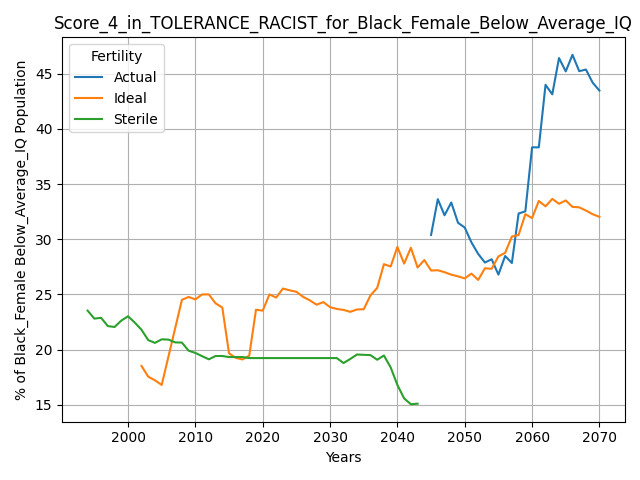 Score_4_in_TOLERANCE_RACIST_for_Black_Female_Below_Average_IQ
Fertility
Actual
Ideal
Sterile
% of Black_Female Below_Average_IQ Population
45
40
35
30
25
20
15
2000 2010 2020 2030 2040 2050 2060 2070
Years